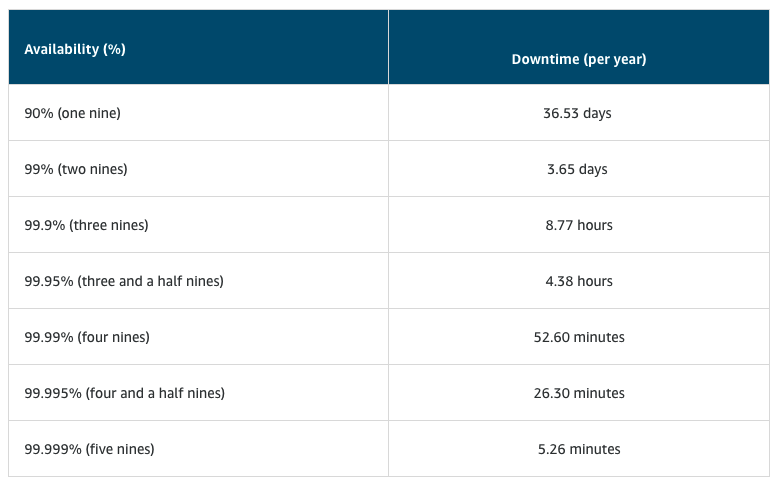 Availability (%)
Downtime (per year)
90% (one nine)
36.53 days
99% (two nines)
3.65 days
99.9% (three nines)
8.77 hours
99.95% (three and a half nines)
4.38 hours
99.99% (four nines)
52.60 minutes
99.995% (four and a half nines)
26.30 minutes
99.999% (five nines)
5.26 minutes